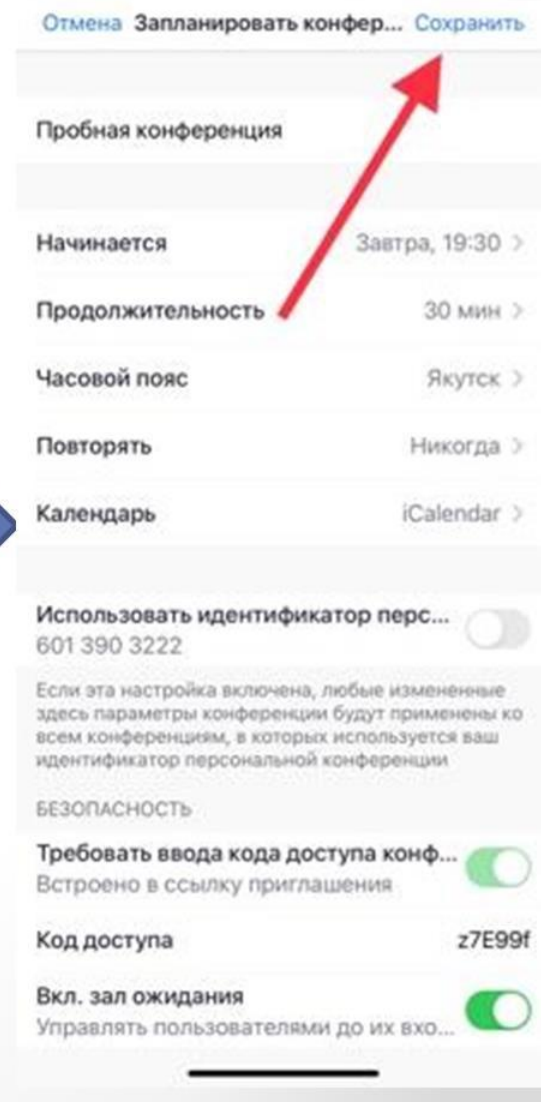 Отмена Запланировать конфер... Сохранить
Пробная конференция
Начинается Завтра, 19:30
Продолжительность 30 мин
Часовой пояс Якутск
Повторять Никогда
Календарь iCalendar
Использовать идентификатор перс...
601 390 3222
Если эта настройка включена, любые измененные
здесь параметры конференции будут применены ко
всем конференциям, в которых используется ваш
идентификатор персональной конференции
БЕЗОПАСНОСТЬ
Требовать ввода кода доступа конф...
Встроено в ссылку приглашения
Код доступа z7E99f
Вкл. зал ожидания
Управлять пользователями до их вхо...